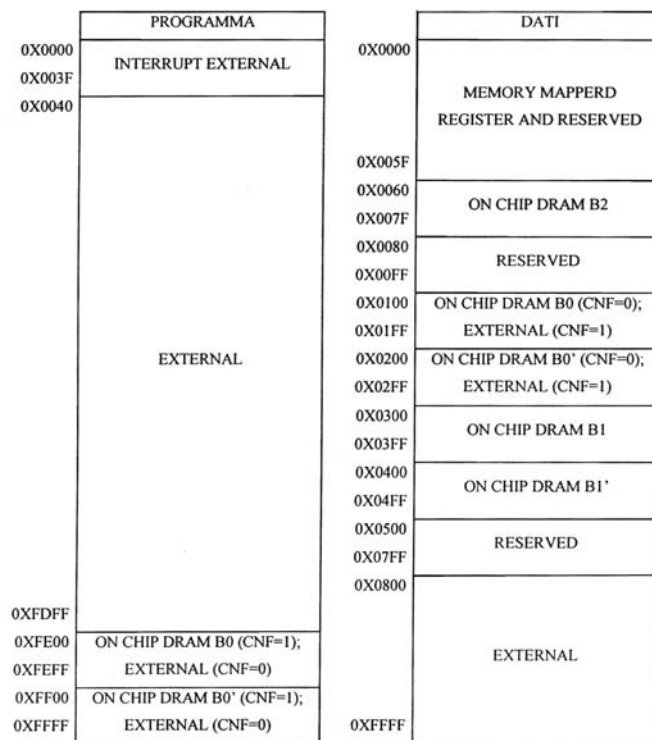 PROGRAMMA
0X0000
INTERRUPT EXTERNAL
0X003F
0X0040
EXTERNAL
0XFDFF
0XFE00
ON CHIP DRAM B0 (CNF=1);
0XFEFF
EXTERNAL (CNF=0)
0XFF00
ON CHIP DRAM B0' (CNF=1);
0XFFFF
EXTERNAL (CNF=0)
DATI
0X0000
MEMORY MAPPERD
REGISTER AND RESERVED
0X005F
0X0060
ON CHIP DRAM B2
0X007F
0X0080
RESERVED
0X00FF
0X0100
ON CHIP DRAM B0 (CNF=0);
0X01FF
EXTERNAL (CNF=1)
0X0200
ON CHIP DRAM B0' (CNF=0);
0X02FF
EXTERNAL (CNF=1)
0X0300
ON CHIP DRAM B1
0X03FF
0X0400
ON CHIP DRAM B1'
0X04FF
0X0500
RESERVED
0X07FF
0X0800
EXTERNAL
0XFFFF